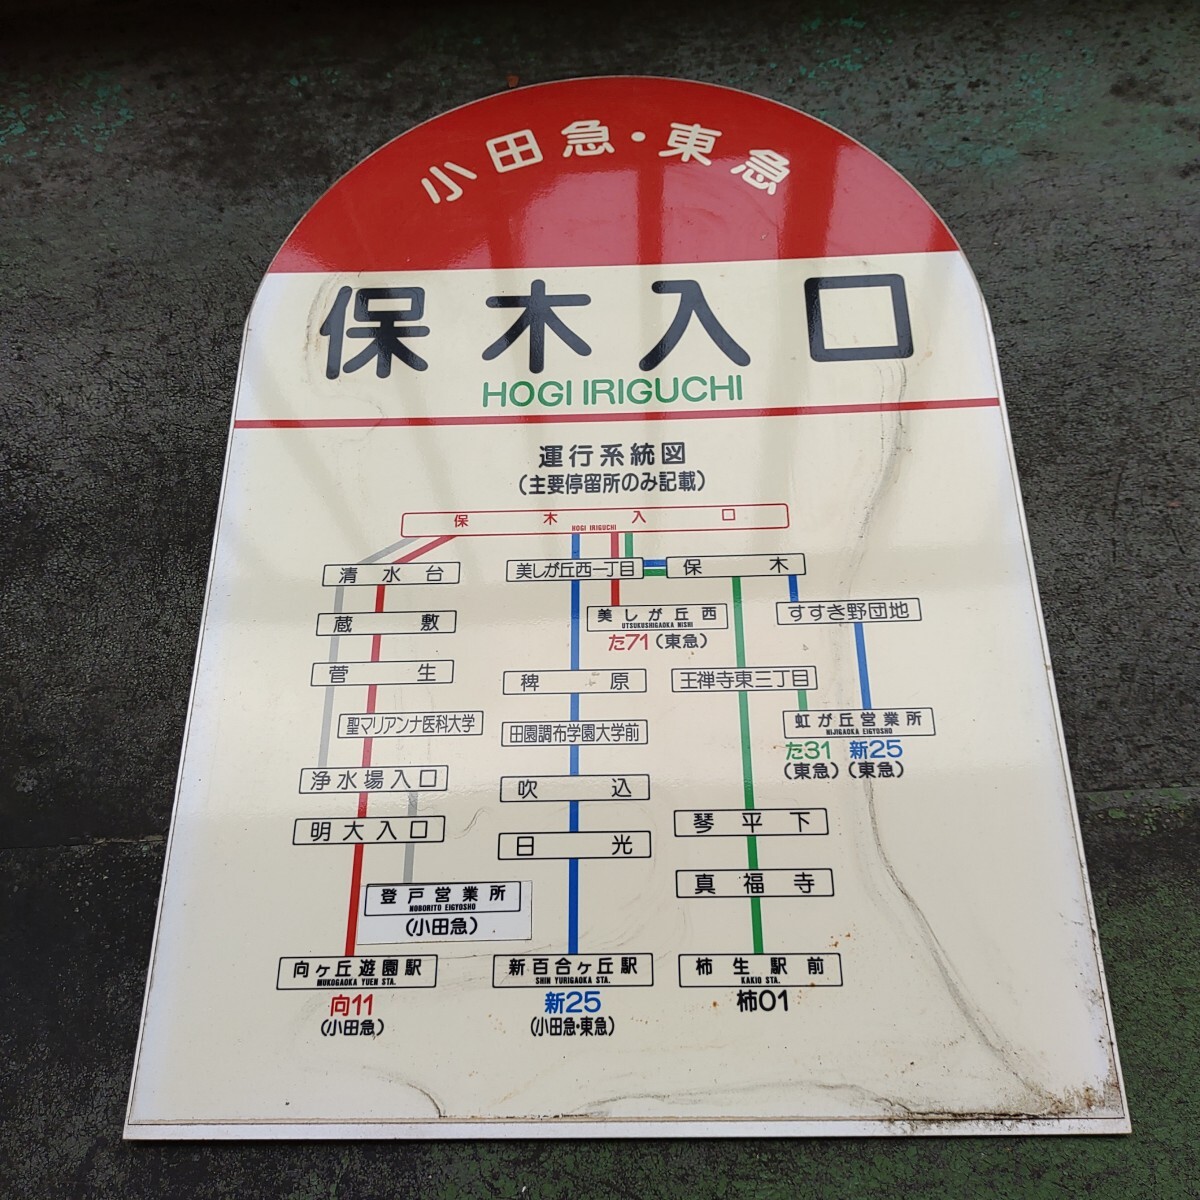 小田急・東急
保木入口
HOGI IRIGUCHI
運行系統図
(主要停留所のみ記載)
保木入口
HOGI IRIGUCHI
清水台
蔵敷
菅生
聖マリアンナ医科大学
浄水場入口
明大入口
登戸営業所
NOBORITO EIGYOSHO
(小田急)
向ヶ丘遊園駅
MUKOGAOKA YUEN STA.
向11
(小田急)
美しが丘西一丁目
美しが丘西
UTSUKUSHIGAOKA NISHI
た71(東急)
稗原
田園調布学園大学前
吹込
日光
新百合ヶ丘駅
SHIN YURIGAOKA STA.
新25
(小田急・東急)
保木
王禅寺東三丁目
琴平下
真福寺
柿生駅前
KAKIO STA.
柿01
すすき野団地
虹が丘営業所
NIJIGAOKA EIGYOSHO
た31 新25
(東急) (東急)